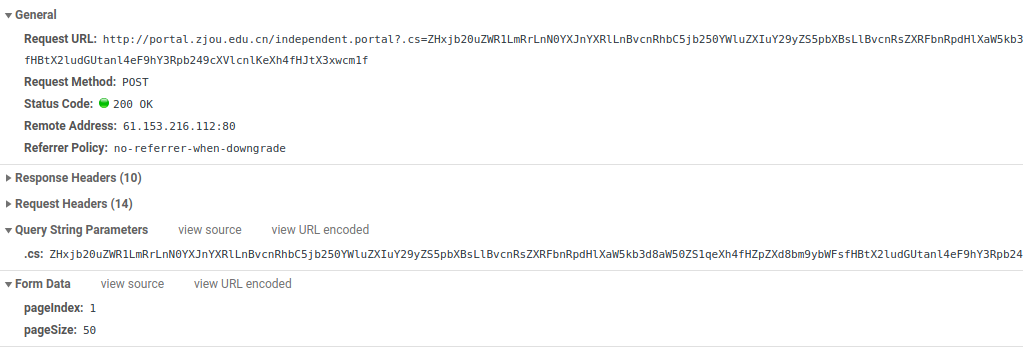 General
Request URL: http://portal.zjou.edu.cn/independent.portal?.cs=ZHxjb20uZWR1LmRrLnN0YXJnYXRlLnBvcnRhbC5jb250YWluZXIuY29yZS5pbXBsLlBvcnRsZXRFbnRpdHlXaW5kb3
fHBtX2ludGUtanl4eF9hY3Rpb249cXVlcnlKeXh4fHJtX3xwcm1f
Request Method: POST
Status Code: 200 OK
Remote Address: 61.153.216.112:80
Referrer Policy: no-referrer-when-downgrade
Response Headers (10)
Request Headers (14)
Query String Parameters view source view URL encoded
.cs: ZHxjb20uZWR1LmRrLnN0YXJnYXRlLnBvcnRhbC5jb250YWluZXIuY29yZS5pbXBsLlBvcnRsZXRFbnRpdHlXaW5kb3d8aW50ZS1qeXh4fHZpZXd8bm9ybWFsfHBtX2ludGUtanl4eF9hY3Rpb24
Form Data view source view URL encoded
pageIndex: 1
pageSize: 50